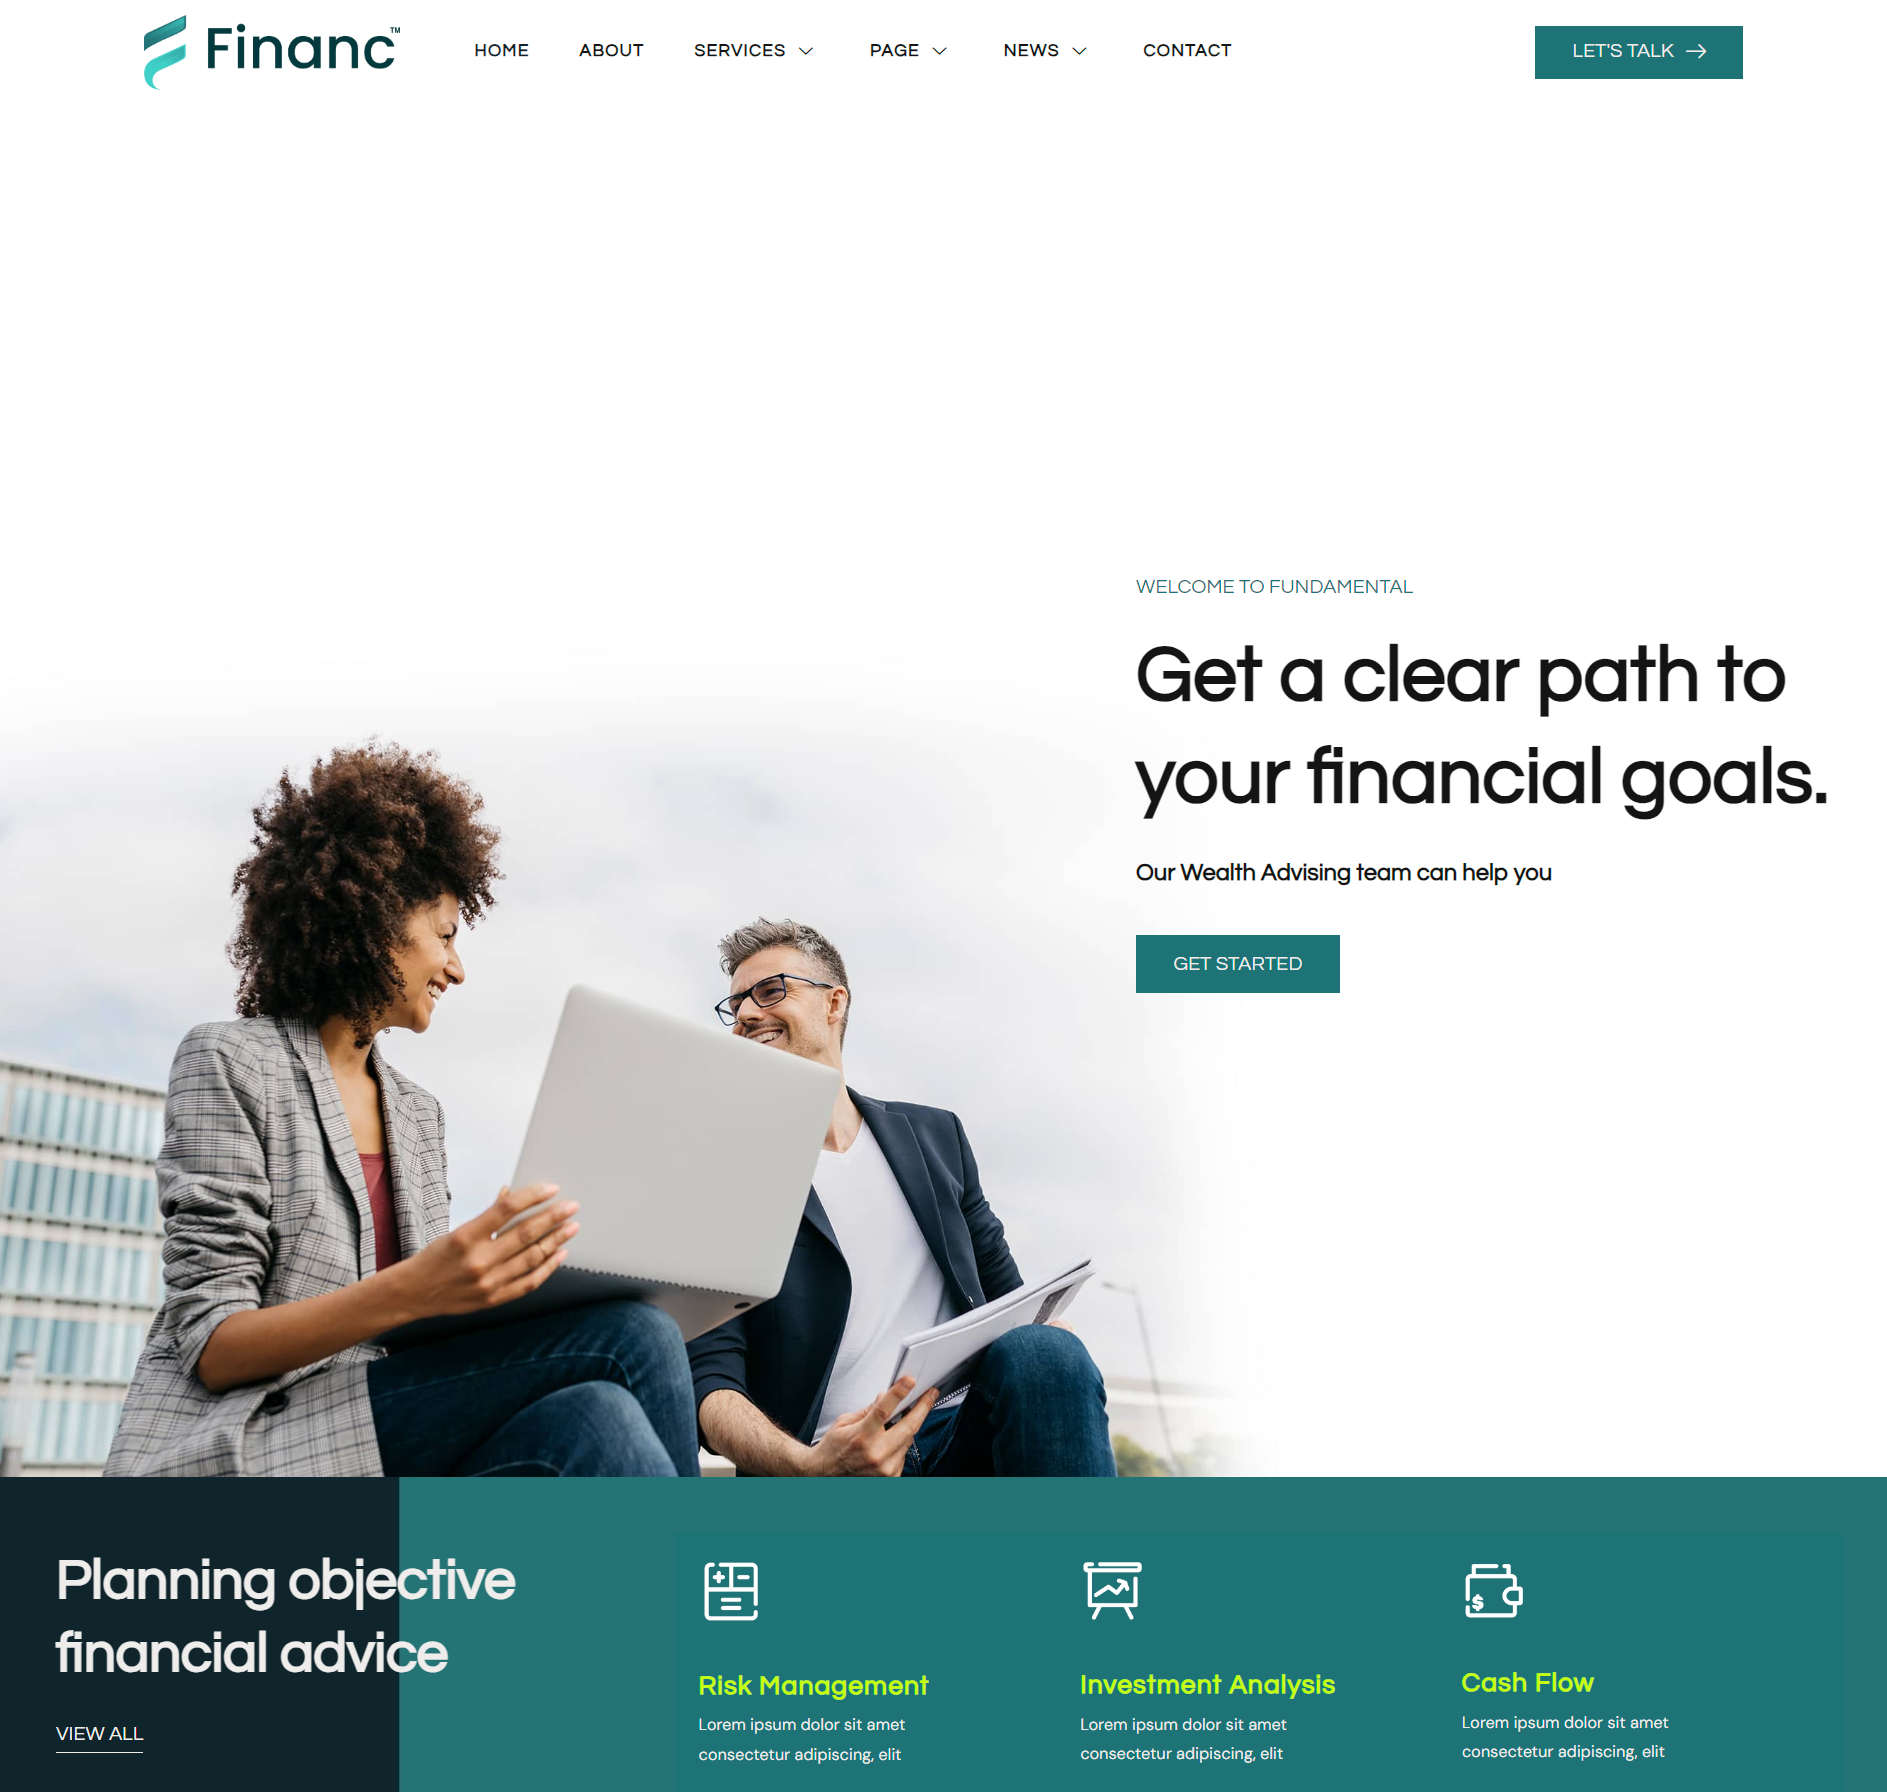 Financ™
HOME
ABOUT
SERVICES
PAGE
NEWS
CONTACT
LET'S TALK
WELCOME TO FUNDAMENTAL
Get a clear path to
your financial goals.
Our Wealth Advising team can help you
GET STARTED
Planning objective
financial advice
VIEW ALL
Risk Management
Lorem ipsum dolor sit amet
consectetur adipiscing, elit
Investment Analysis
Lorem ipsum dolor sit amet
consectetur adipiscing, elit
Cash Flow
Lorem ipsum dolor sit amet
consectetur adipiscing, elit